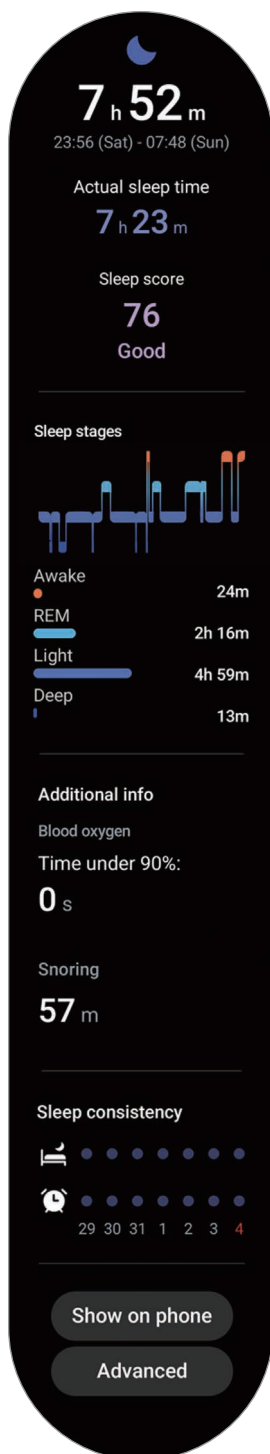 7 h 52 m
23:56 (Sat) - 07:48 (Sun)
Actual sleep time
7 h 23 m
Sleep score
76
Good
Sleep stages
Awake
24m
REM
2h 16m
Light
4h 59m
Deep
13m
Additional info
Blood oxygen
Time under 90%:
0 s
Snoring
57 m
Sleep consistency
29 30 31 1 2 3 4
Show on phone
Advanced